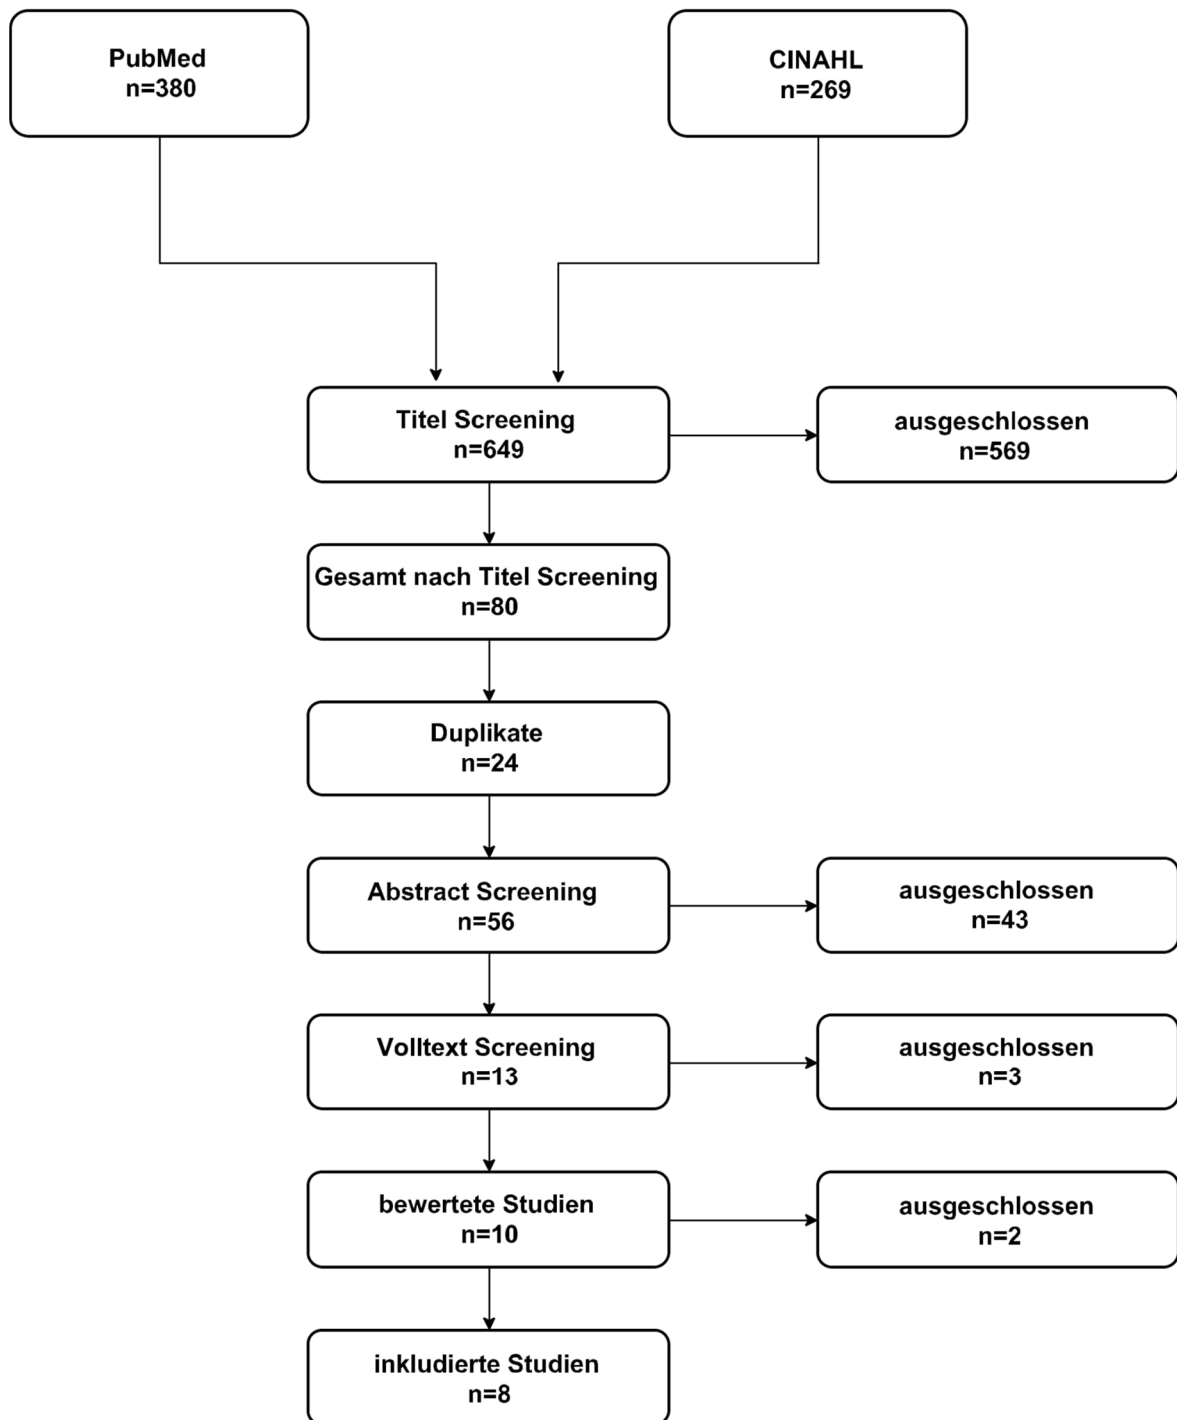 PubMed
n=380
CINAHL
n=269
Titel Screening
n=649
ausgeschlossen
n=569
Gesamt nach Titel Screening
n=80
Duplikate
n=24
Abstract Screening
n=56
ausgeschlossen
n=43
Volltext Screening
n=13
ausgeschlossen
n=3
bewertete Studien
n=10
ausgeschlossen
n=2
inkludierte Studien
n=8